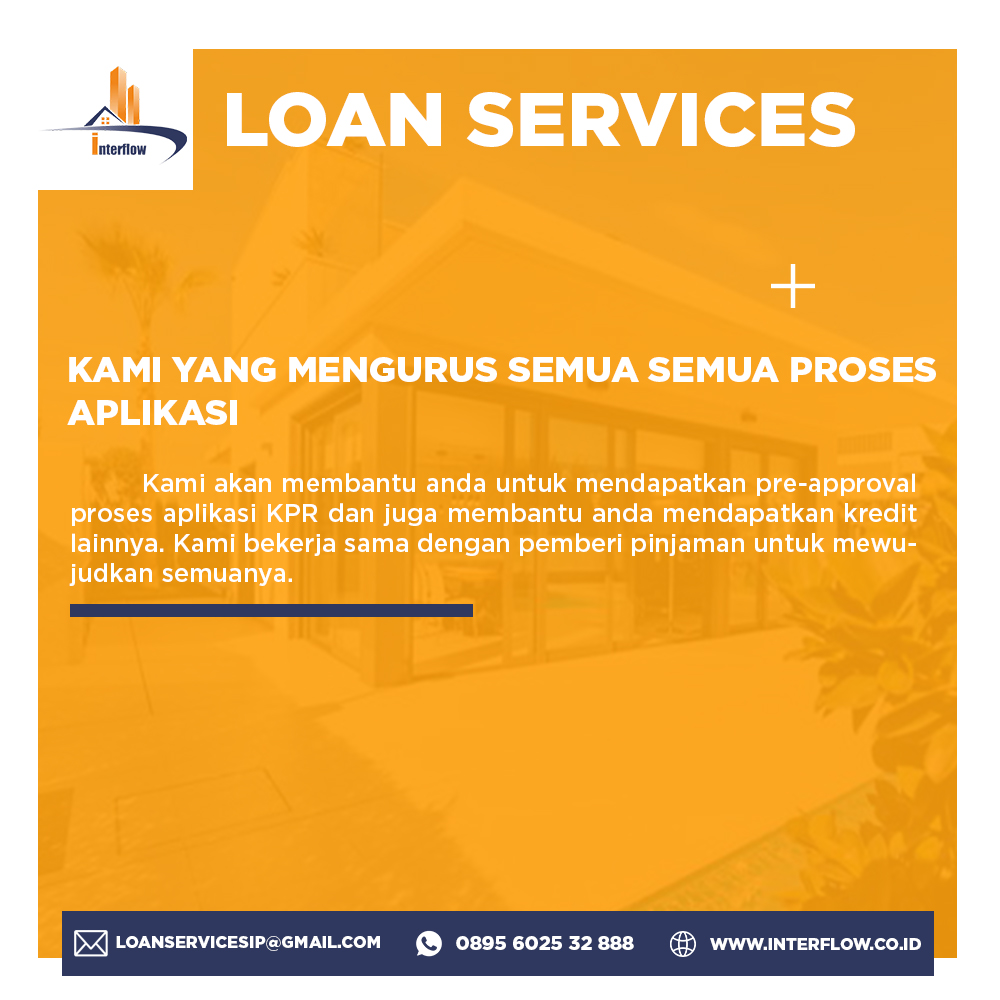 interflow
LOAN SERVICES
KAMI YANG MENGURUS SEMUA SEMUA PROSES
APLIKASI
Kami akan membantu anda untuk mendapatkan pre-approval
proses aplikasi KPR dan juga membantu anda mendapatkan kredit
lainnya. Kami bekerja sama dengan pemberi pinjaman untuk mewu-
judkan semuanya.
LOANSERVICESIP@GMAIL.COM 0895 6025 32 888 WWW.INTERFLOW.CO.ID